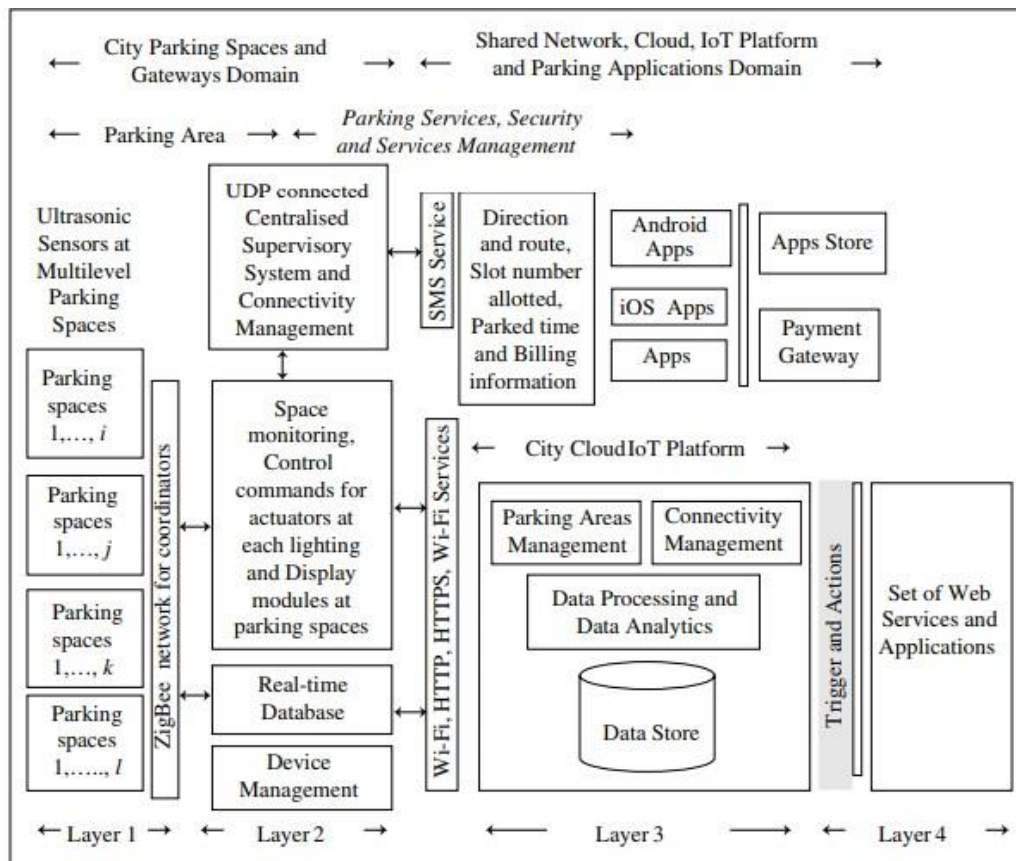 City Parking Spaces and
Gateways Domain
Shared Network, Cloud, IoT Platform
and Parking Applications Domain
Parking Area
Parking Services, Security
and Services Management
Ultrasonic
Sensors at
Multilevel
Parking
Spaces
UDP connected
Centralised
Supervisory
System and
Connectivity
Management
SMS Service
Direction
and route,
Slot number
allotted,
Parked time
and Billing
information
Android
Apps
iOS Apps
Apps
Apps Store
Payment
Gateway
Parking
spaces
1,..., i
Parking
spaces
1,..., j
Parking
spaces
1,..., k
Parking
spaces
1,....., l
ZigBee network for coordinators
Space
monitoring,
Control
commands for
actuators at
each lighting
and Display
modules at
parking spaces
Real-time
Database
Device
Management
Wi-Fi, HTTP, HTTPS, Wi-Fi Services
City CloudIoT Platform
Parking Areas
Management
Connectivity
Management
Data Processing and
Data Analytics
Data Store
Trigger and Actions
Set of Web
Services and
Applications
Layer 1
Layer 2
Layer 3
Layer 4